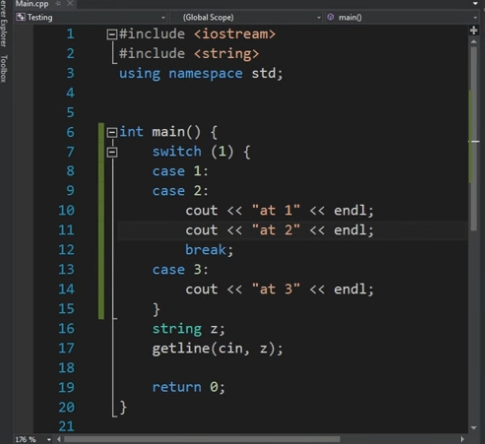 Main.cpp
Testing (Global Scope) main()
Server Explorer
Toolbox
1 #include <iostream>
2 #include <string>
3 using namespace std;
4
5
6 int main() {
7 switch (1) {
8 case 1:
9 case 2:
10 cout << "at 1" << endl;
11 cout << "at 2" << endl;
12 break;
13 case 3:
14 cout << "at 3" << endl;
15 }
16 string z;
17 getline(cin, z);
18
19 return 0;
20 }
21
176 %